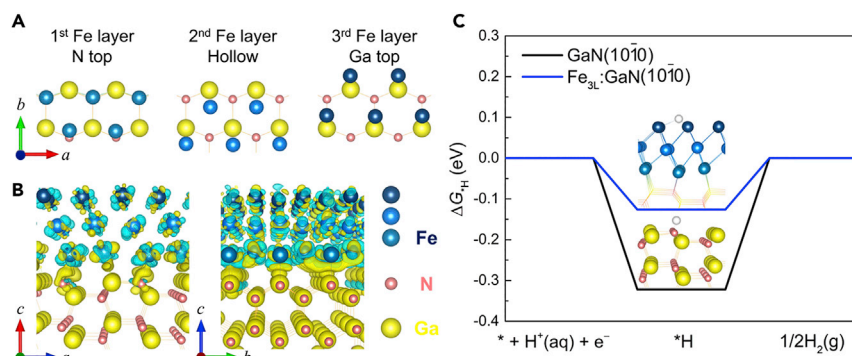 A
1st Fe layer
N top
2nd Fe layer
Hollow
3rd Fe layer
Ga top
b
a
B
c
a
c
b
Fe
N
Ga
C
GaN(101̄0)
Fe3L:GaN(101̄0)
ΔG*H (eV)
0.3
0.2
0.1
0.0
-0.1
-0.2
-0.3
-0.4
* + H+(aq) + e−
*H
1/2H2(g)